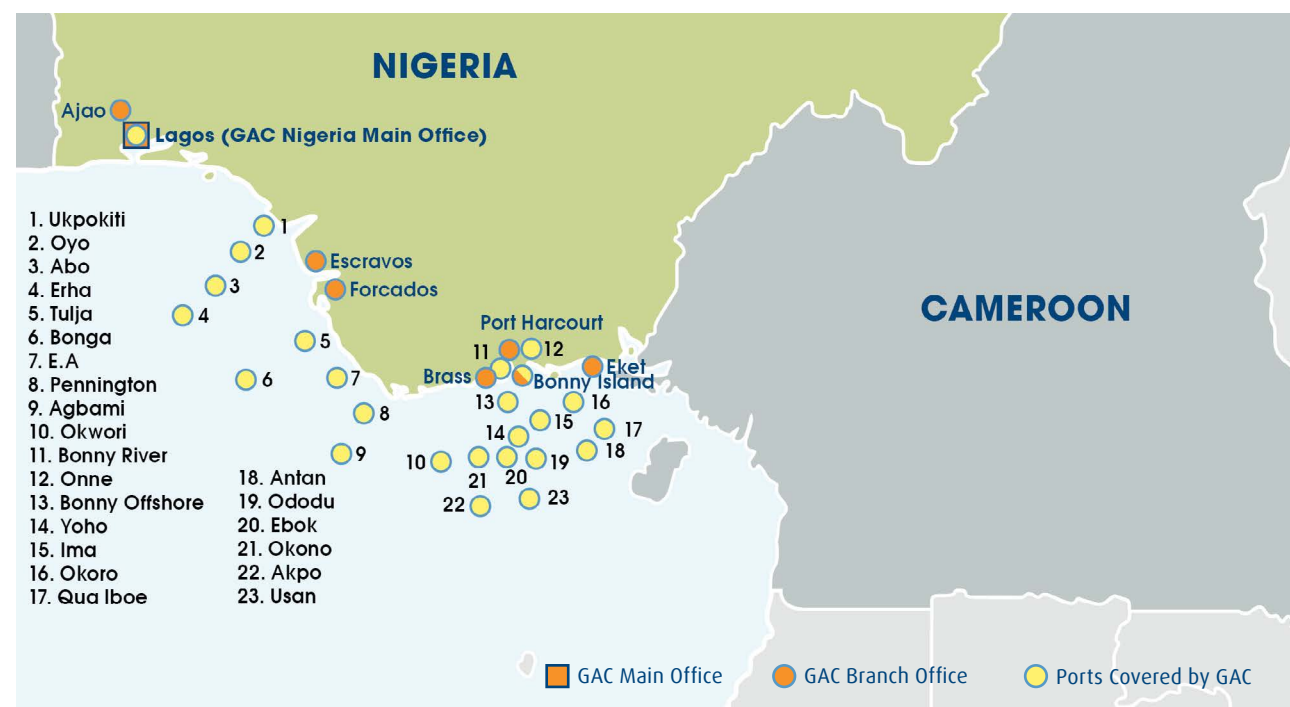 NIGERIA
Ajao
Lagos (GAC Nigeria Main Office)
1. Ukpokiti
2. Oyo
3. Abo
4. Erha
5. Tulja
6. Bonga
7. E.A
8. Pennington
9. Agbami
10. Okwori
11. Bonny River
12. Onne
13. Bonny Offshore
14. Yoho
15. Ima
16. Okoro
17. Qua Iboe
18. Antan
19. Ododu
20. Ebok
21. Okono
22. Akpo
23. Usan
1
2
3
4
Escravos
Forcados
5
6
7
8
9
CAMEROON
Port Harcourt
11
12
Brass
Eket
Bonny Island
13
16
15
17
14
18
10
19
21
20
22
23
GAC Main Office
GAC Branch Office
Ports Covered by GAC